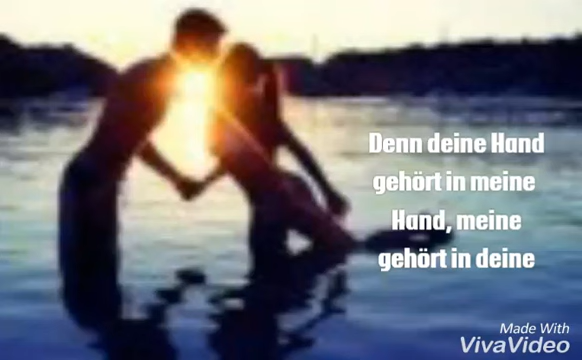 Denn deine Hand
gehört in meine
Hand, meine
gehört in deine
Made With
VivaVideo